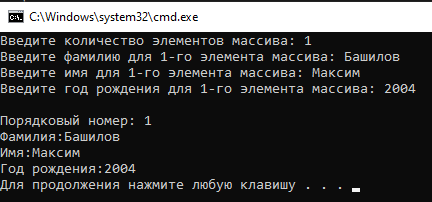 C:\Windows\system32\cmd.exe
Введите количество элементов массива: 1
Введите фамилию для 1-го элемента массива: Башилов
Введите имя для 1-го элемента массива: Максим
Введите год рождения для 1-го элемента массива: 2004
Порядковый номер: 1
Фамилия:Башилов
Имя:Максим
Год рождения:2004
Для продолжения нажмите любую клавишу . . .